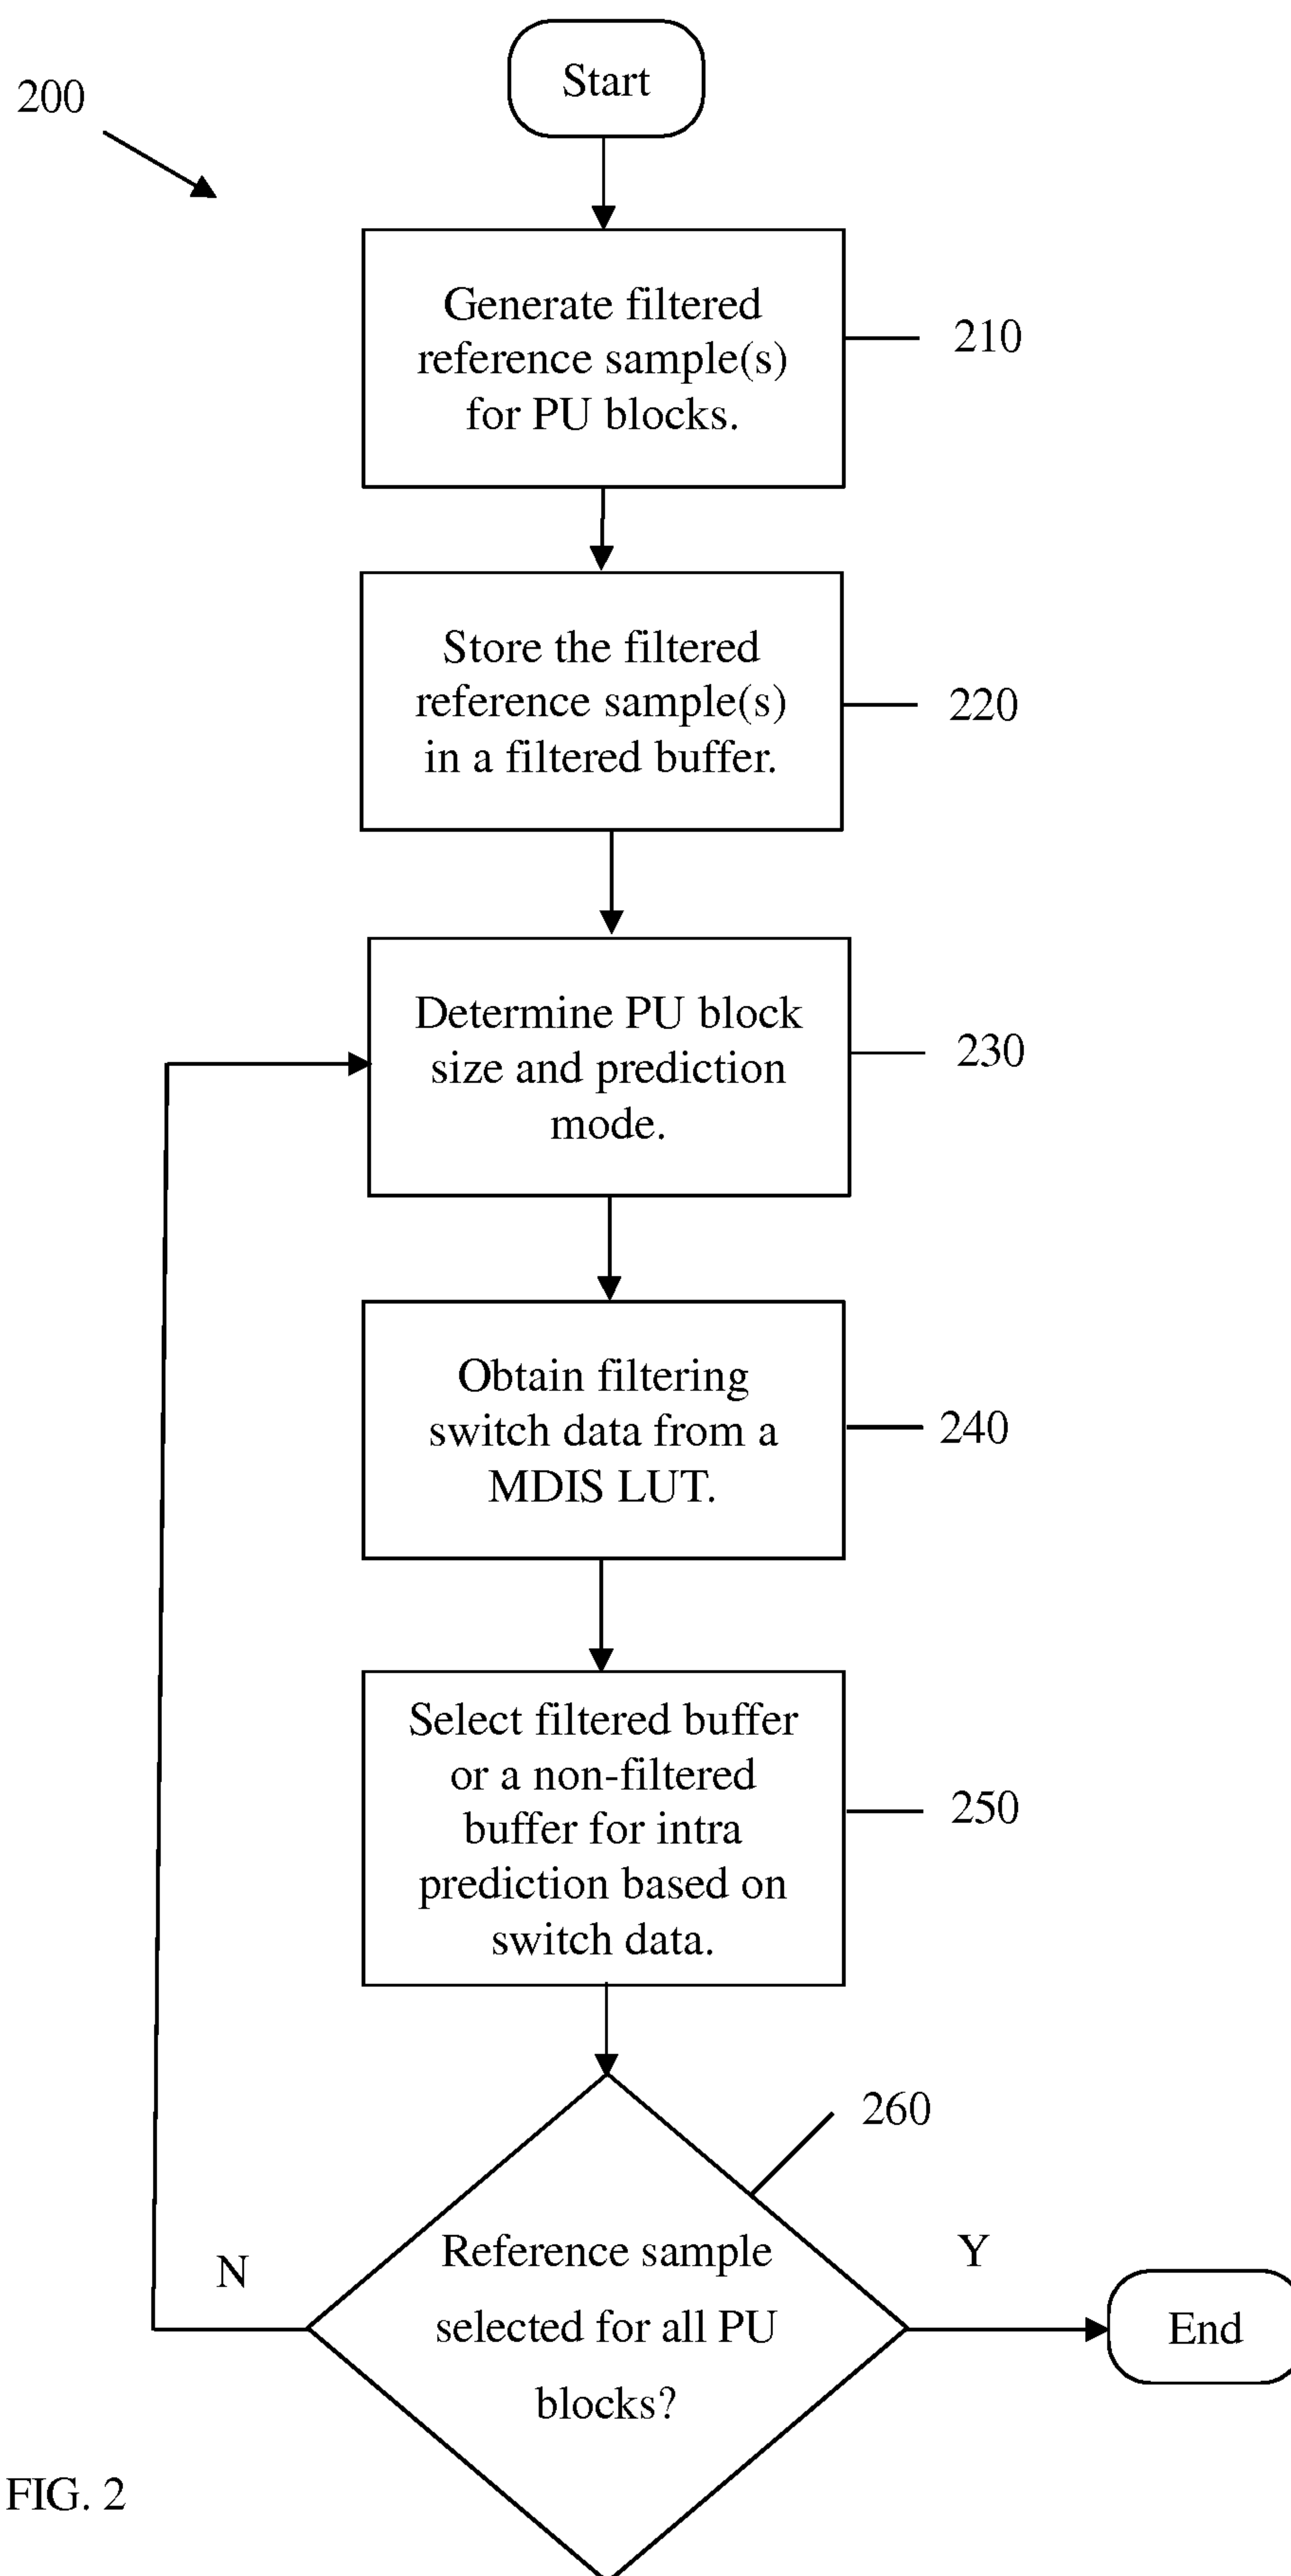 Start
200
Generate filtered
reference sample(s)
for PU blocks.
210
Store the filtered
reference sample(s)
in a filtered buffer.
220
Determine PU block
size and prediction
mode.
230
Obtain filtering
switch data from a
MDIS LUT.
240
Select filtered buffer
or a non-filtered
buffer for intra
prediction based on
switch data.
250
260
Reference sample
selected for all PU
blocks?
N
Y
End
FIG. 2